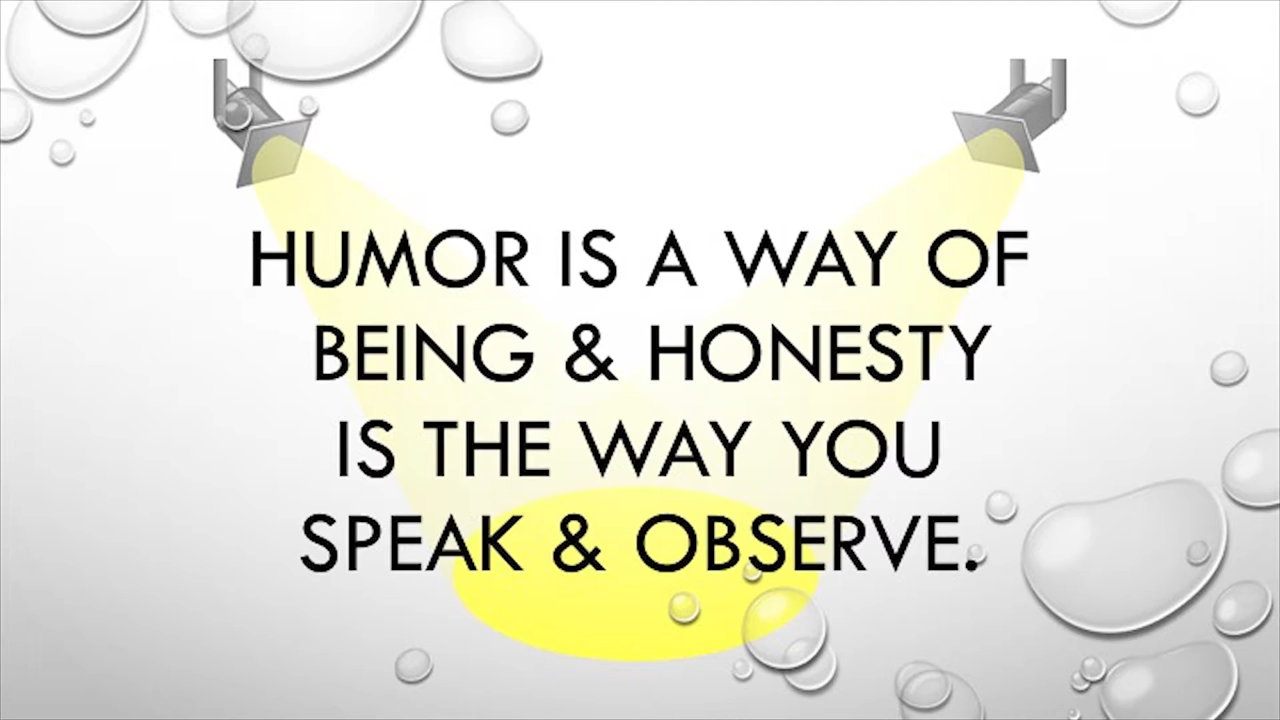 HUMOR IS A WAY OF
BEING & HONESTY
IS THE WAY YOU
SPEAK & OBSERVE.